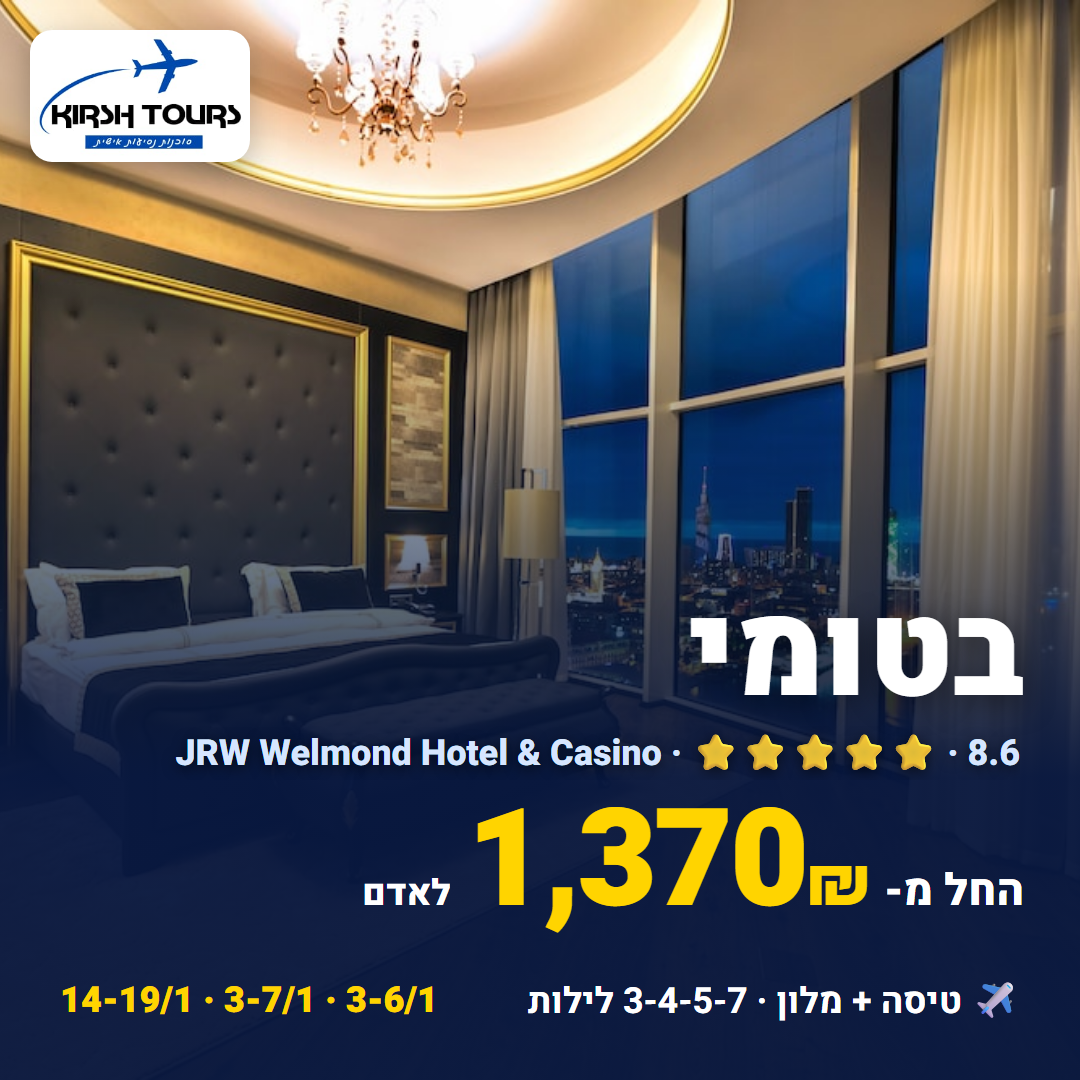 KIRSH TOURS
סוכנות נסיעות אישית
בטומי
JRW Welmond Hotel & Casino · ⭐⭐⭐⭐⭐ · 8.6
החל מ- ₪1,370 לאדם
✈️ טיסה + מלון · 3-4-5-7 לילות
3-6/1 · 3-7/1 · 14-19/1